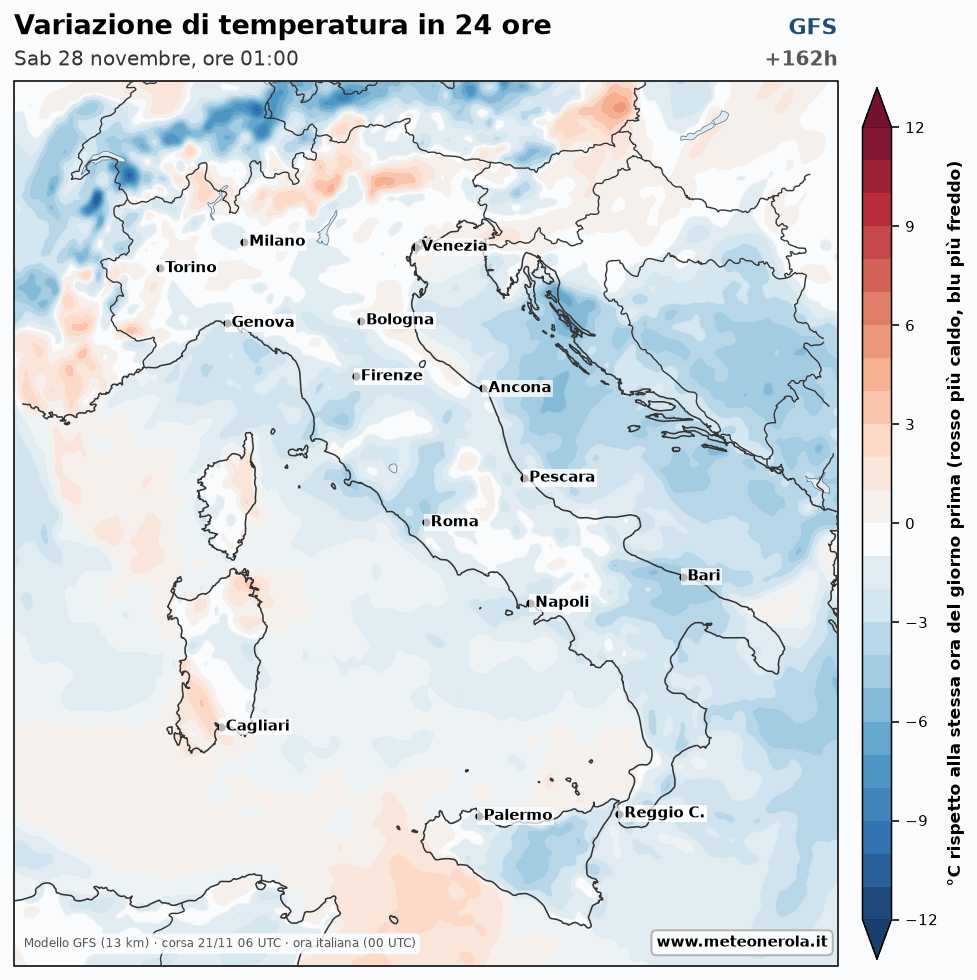 Variazione di temperatura in 24 ore
GFS
Sab 28 novembre, ore 01:00
+162h
Milano
Venezia
Torino
Genova
Bologna
Firenze
Ancona
Pescara
Roma
Bari
Napoli
Cagliari
Palermo
Reggio C.
12
9
6
3
0
−3
−6
−9
−12
°C rispetto alla stessa ora del giorno prima (rosso più caldo, blu più freddo)
Modello GFS (13 km) · corsa 21/11 06 UTC · ora italiana (00 UTC)
www.meteonerola.it